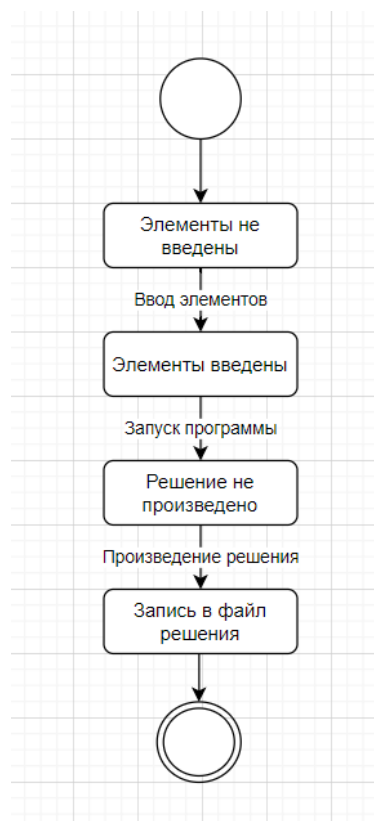 Элементы не
введены
Ввод элементов
Элементы введены
Запуск программы
Решение не
произведено
Произведение решения
Запись в файл
решения